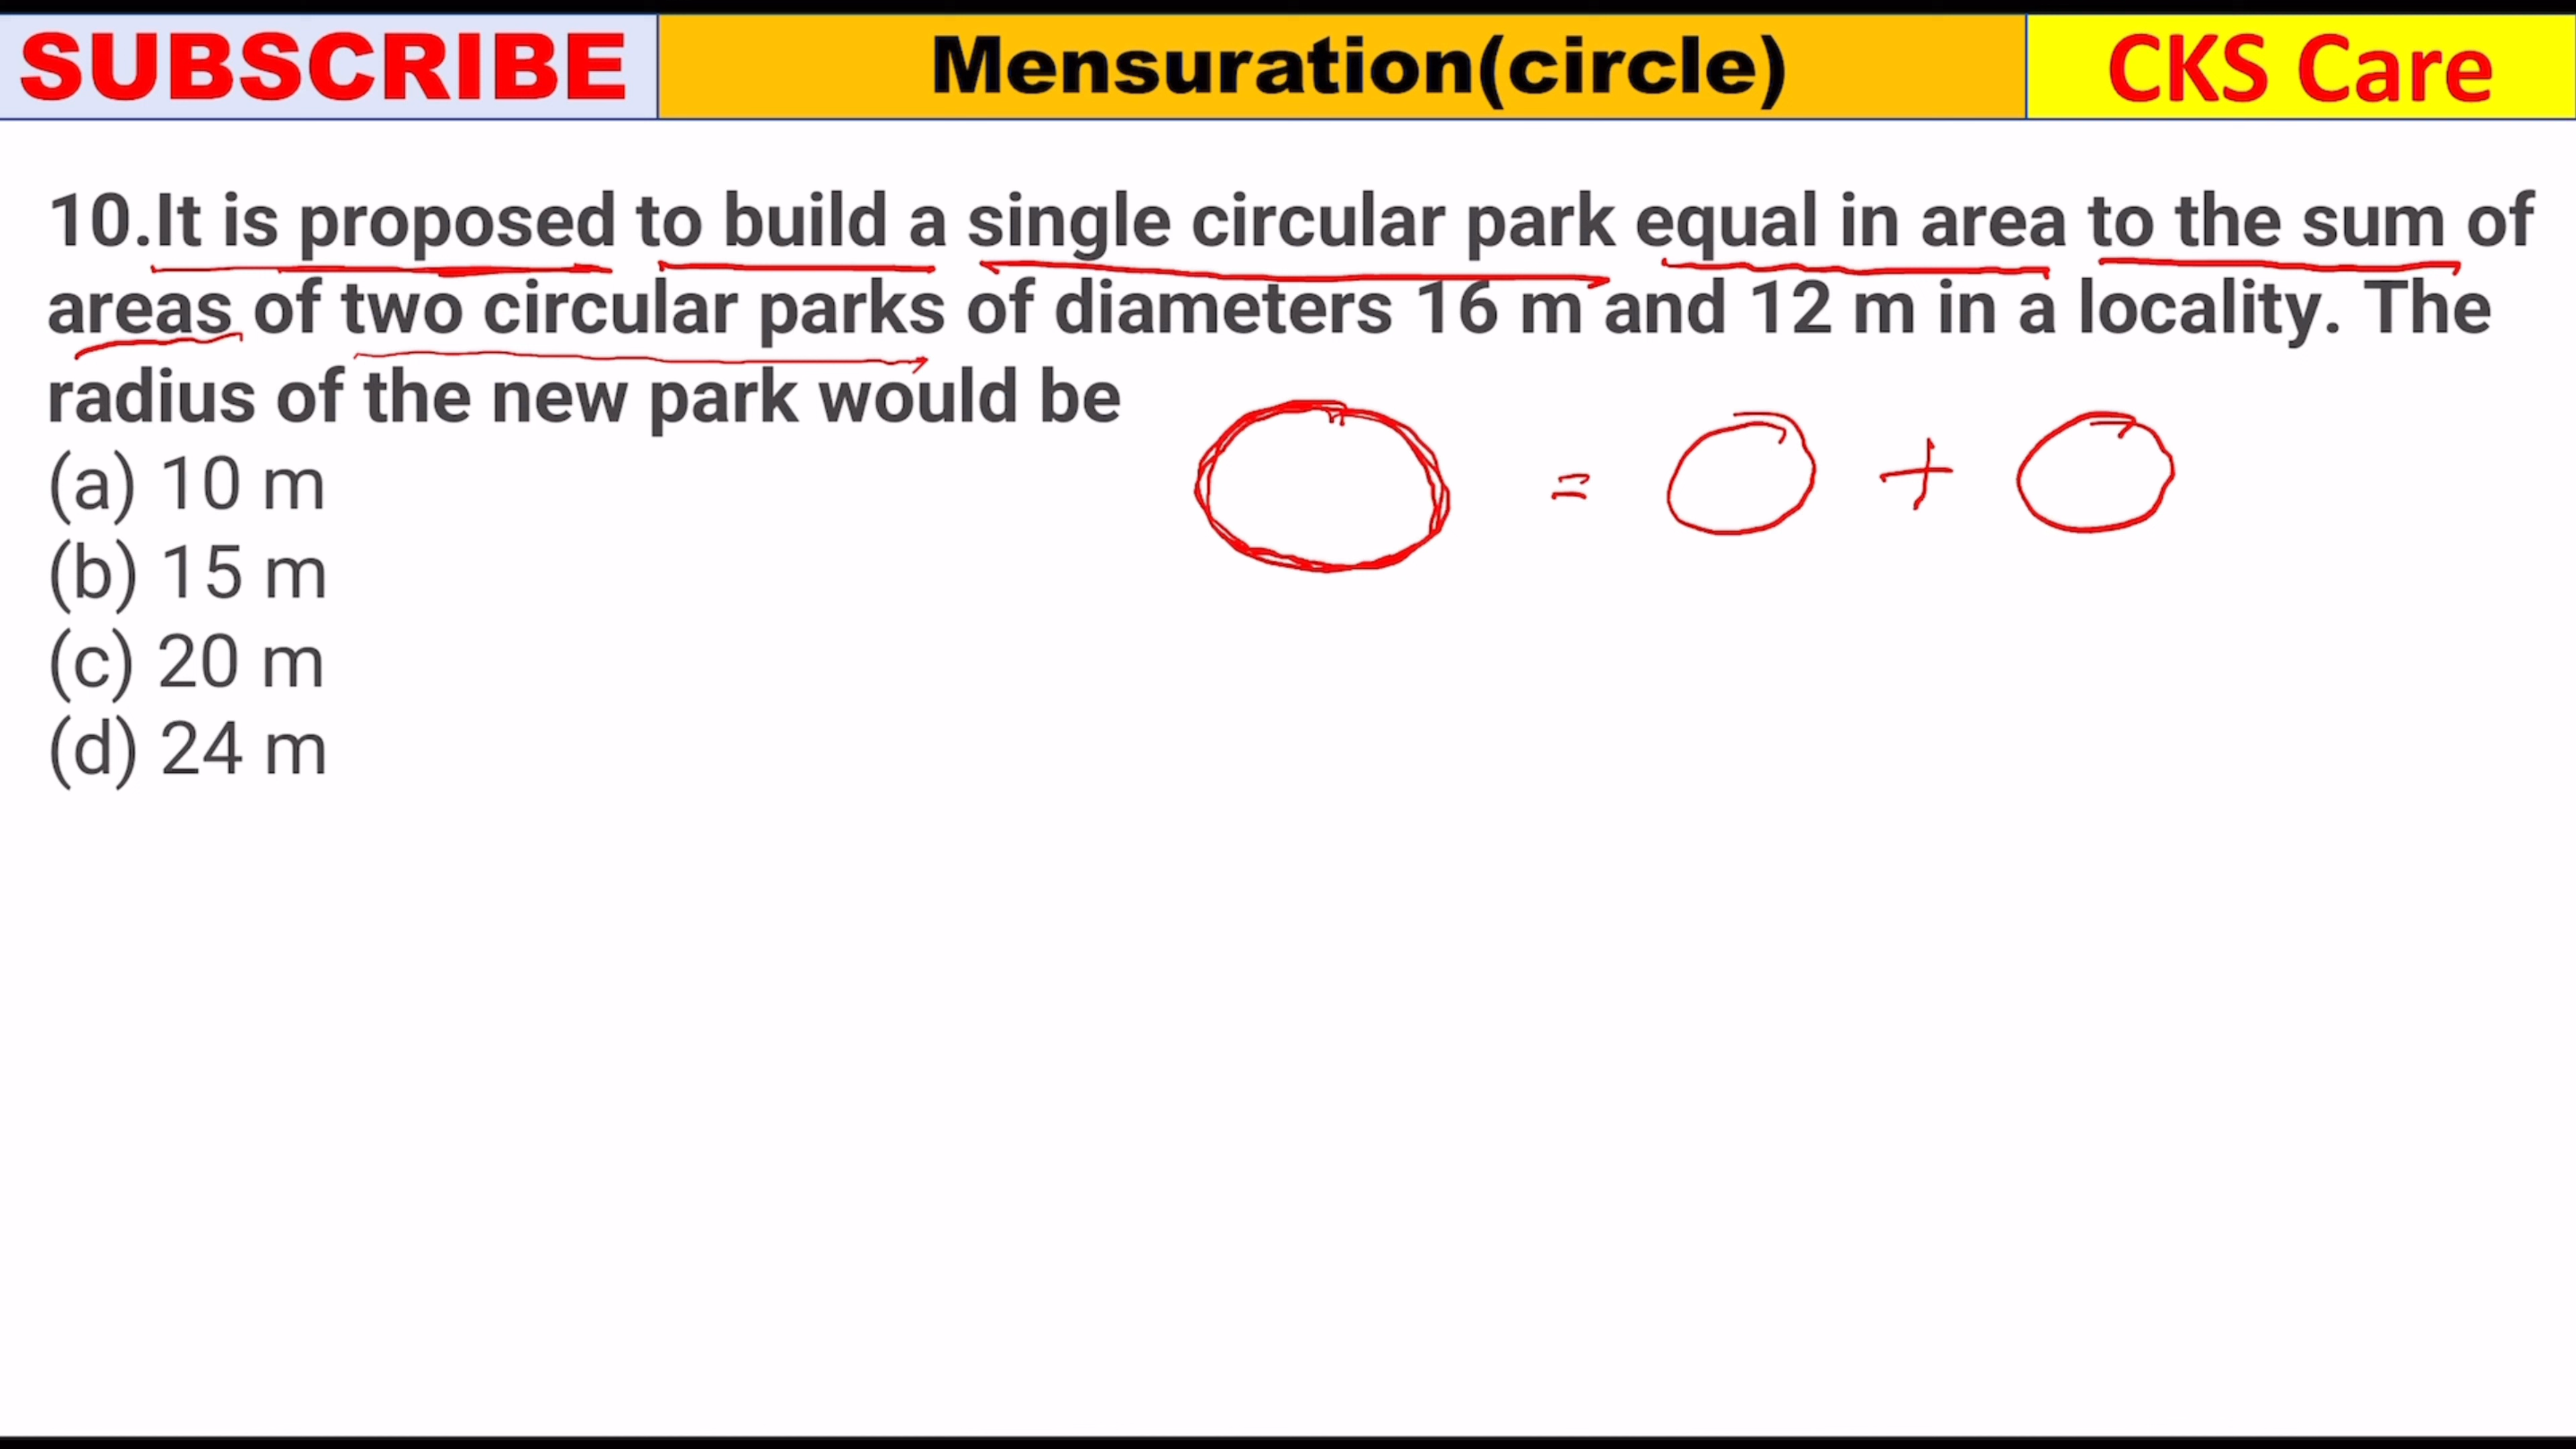 SUBSCRIBE
Mensuration(circle)
CKS Care
10.It is proposed to build a single circular park equal in area to the sum of
areas of two circular parks of diameters 16 m and 12 m in a locality. The
radius of the new park would be
= +
(a) 10 m
(b) 15 m
(c) 20 m
(d) 24 m